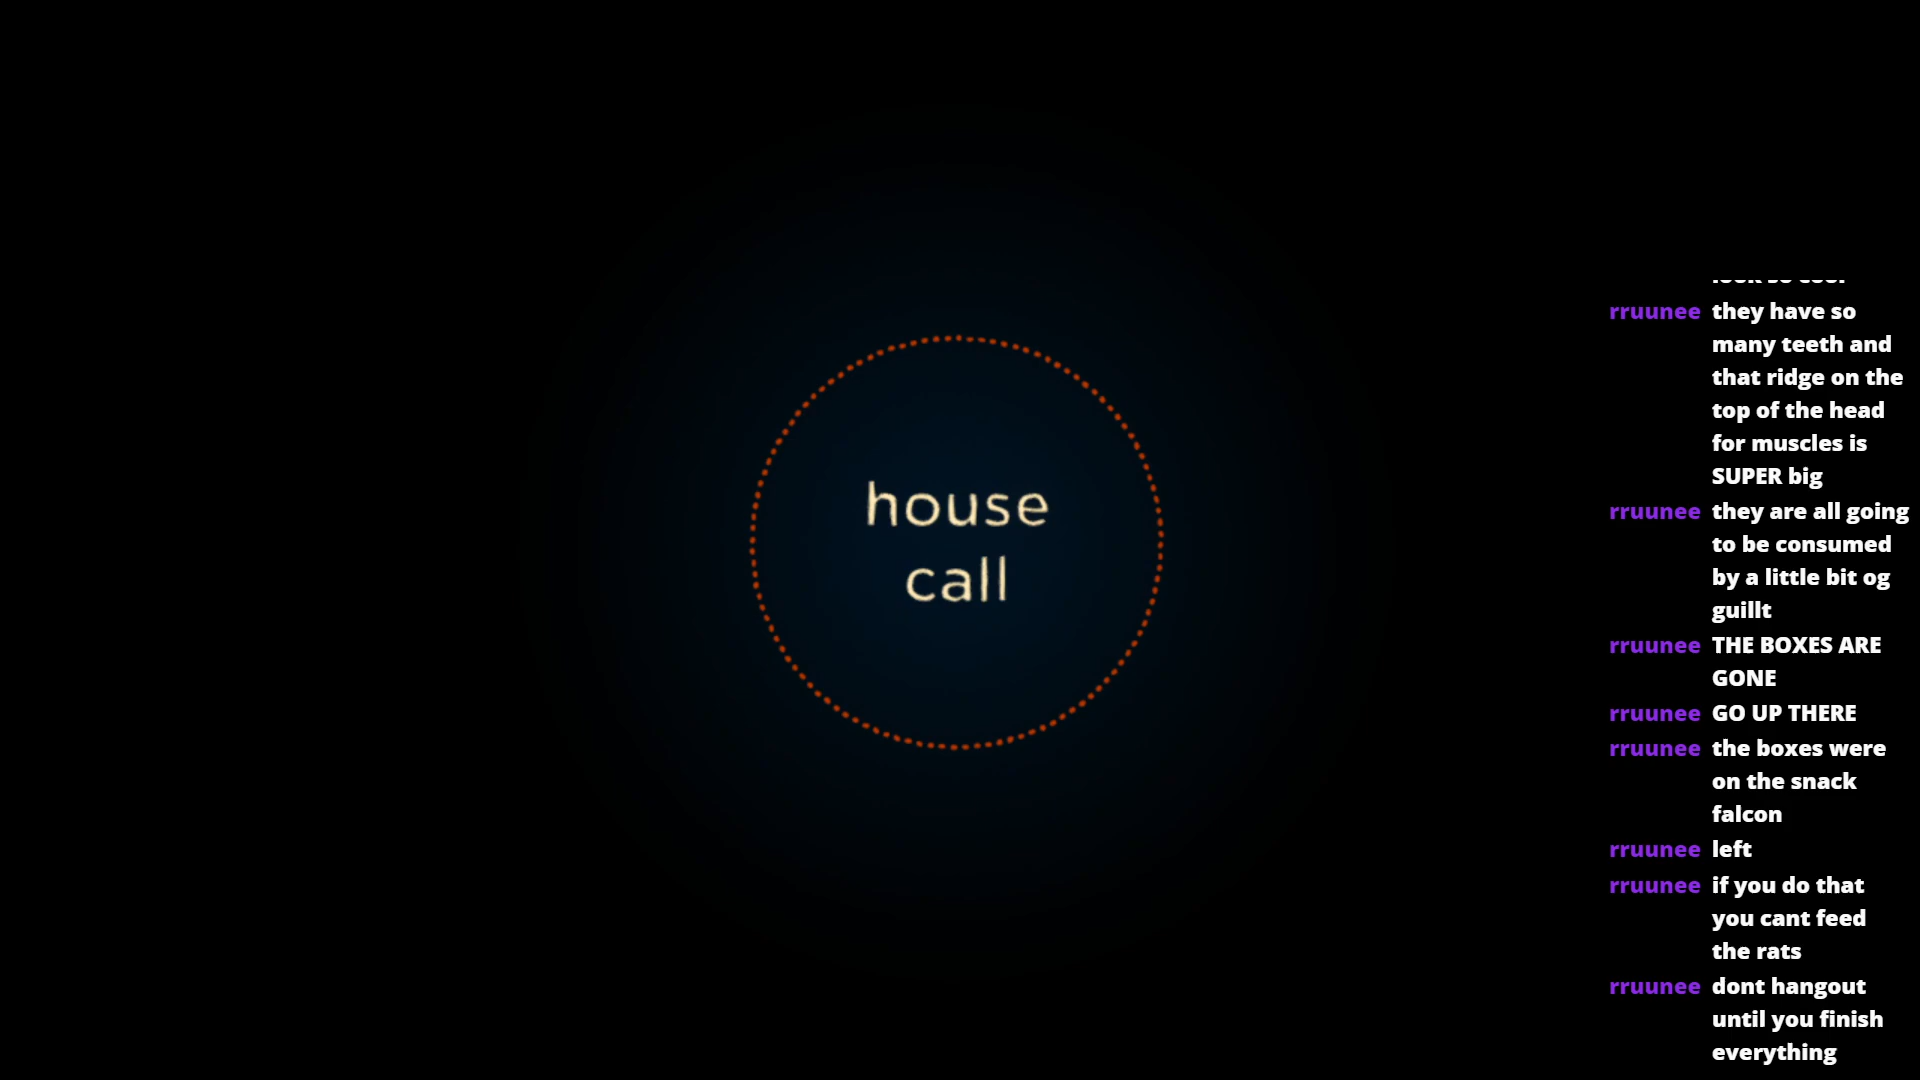 house
call
rruunee they have so
many teeth and
that ridge on the
top of the head
for muscles is
SUPER big
rruunee they are all going
to be consumed
by a little bit og
guillt
rruunee THE BOXES ARE
GONE
rruunee GO UP THERE
rruunee the boxes were
on the snack
falcon
rruunee left
rruunee if you do that
you cant feed
the rats
rruunee dont hangout
until you finish
everything